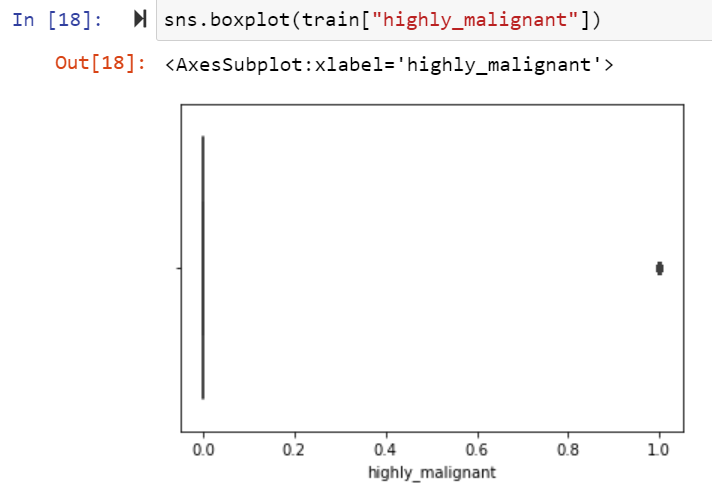 In [18]: sns.boxplot(train["highly_malignant"])
Out[18]: <AxesSubplot:xlabel='highly_malignant'>
0.0 0.2 0.4 0.6 0.8 1.0
highly_malignant